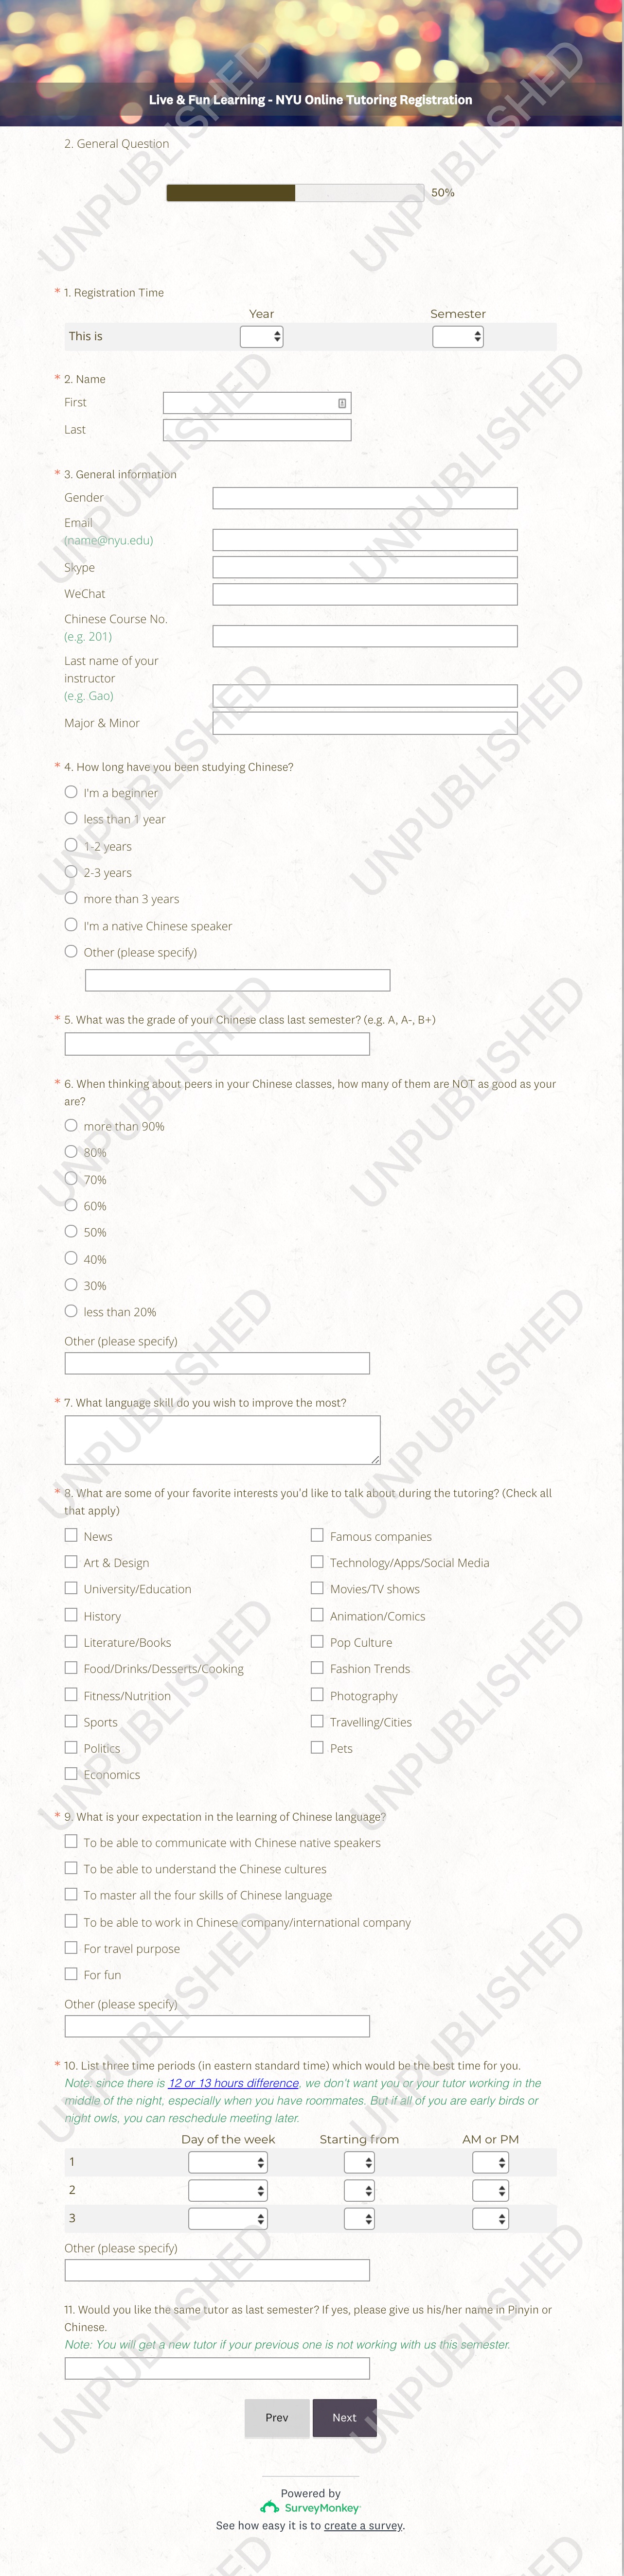 Live & Fun Learning - NYU Online Tutoring Registration
2. General Question
50%
* 1. Registration Time
Year Semester
This is
* 2. Name
First
Last
* 3. General information
Gender
Email
(name@nyu.edu)
Skype
WeChat
Chinese Course No.
(e.g. 201)
Last name of your
instructor
(e.g. Gao)
Major & Minor
* 4. How long have you been studying Chinese?
I'm a beginner
less than 1 year
1-2 years
2-3 years
more than 3 years
I'm a native Chinese speaker
Other (please specify)
* 5. What was the grade of your Chinese class last semester? (e.g. A, A-, B+)
* 6. When thinking about peers in your Chinese classes, how many of them are NOT as good as your
are?
more than 90%
80%
70%
60%
50%
40%
30%
less than 20%
Other (please specify)
* 7. What language skill do you wish to improve the most?
* 8. What are some of your favorite interests you'd like to talk about during the tutoring? (Check all
that apply)
News
Art & Design
University/Education
History
Literature/Books
Food/Drinks/Desserts/Cooking
Fitness/Nutrition
Sports
Politics
Economics
Famous companies
Technology/Apps/Social Media
Movies/TV shows
Animation/Comics
Pop Culture
Fashion Trends
Photography
Travelling/Cities
Pets
* 9. What is your expectation in the learning of Chinese language?
To be able to communicate with Chinese native speakers
To be able to understand the Chinese cultures
To master all the four skills of Chinese language
To be able to work in Chinese company/international company
For travel purpose
For fun
Other (please specify)
* 10. List three time periods (in eastern standard time) which would be the best time for you.
Note: since there is 12 or 13 hours difference, we don't want you or your tutor working in the
middle of the night, especially when you have roommates. But if all of you are early birds or
night owls, you can reschedule meeting later.
Day of the week Starting from AM or PM
1
2
3
Other (please specify)
11. Would you like the same tutor as last semester? If yes, please give us his/her name in Pinyin or
Chinese.
Note: You will get a new tutor if your previous one is not working with us this semester.
Prev Next
Powered by
SurveyMonkey
See how easy it is to create a survey.
UNPUBLISHED UNPUBLISHED
UNPUBLISHED UNPUBLISHED
UNPUBLISHED UNPUBLISHED
UNPUBLISHED UNPUBLISHED
UNPUBLISHED UNPUBLISHED
UNPUBLISHED UNPUBLISHED
UNPUBLISHED UNPUBLISHED
UNPUBLISHED UNPUBLISHED